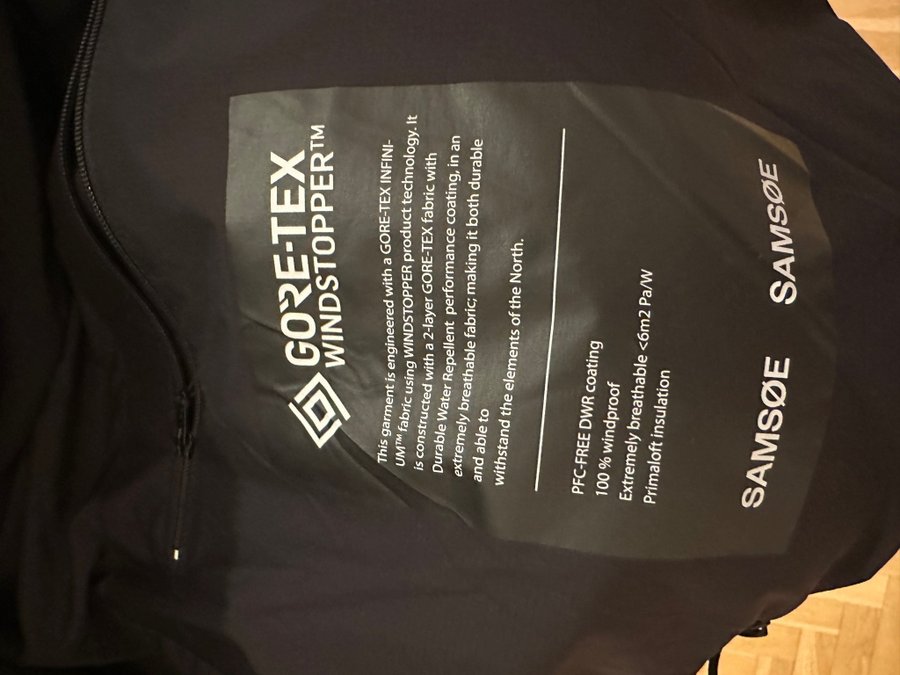 GORE-TEX
WINDSTOPPER™
This garment is engineered with a GORE-TEX INFINI-
UM™ fabric using WINDSTOPPER product technology. It
is constructed with a 2-layer GORE-TEX fabric with
Durable Water Repellent performance coating, in an
extremely breathable fabric; making it both durable
and able to
withstand the elements of the North.
PFC-FREE DWR coating
100 % windproof
Extremely breathable <6m2 Pa/W
Primaloft insulation
SAMSØE SAMSØE